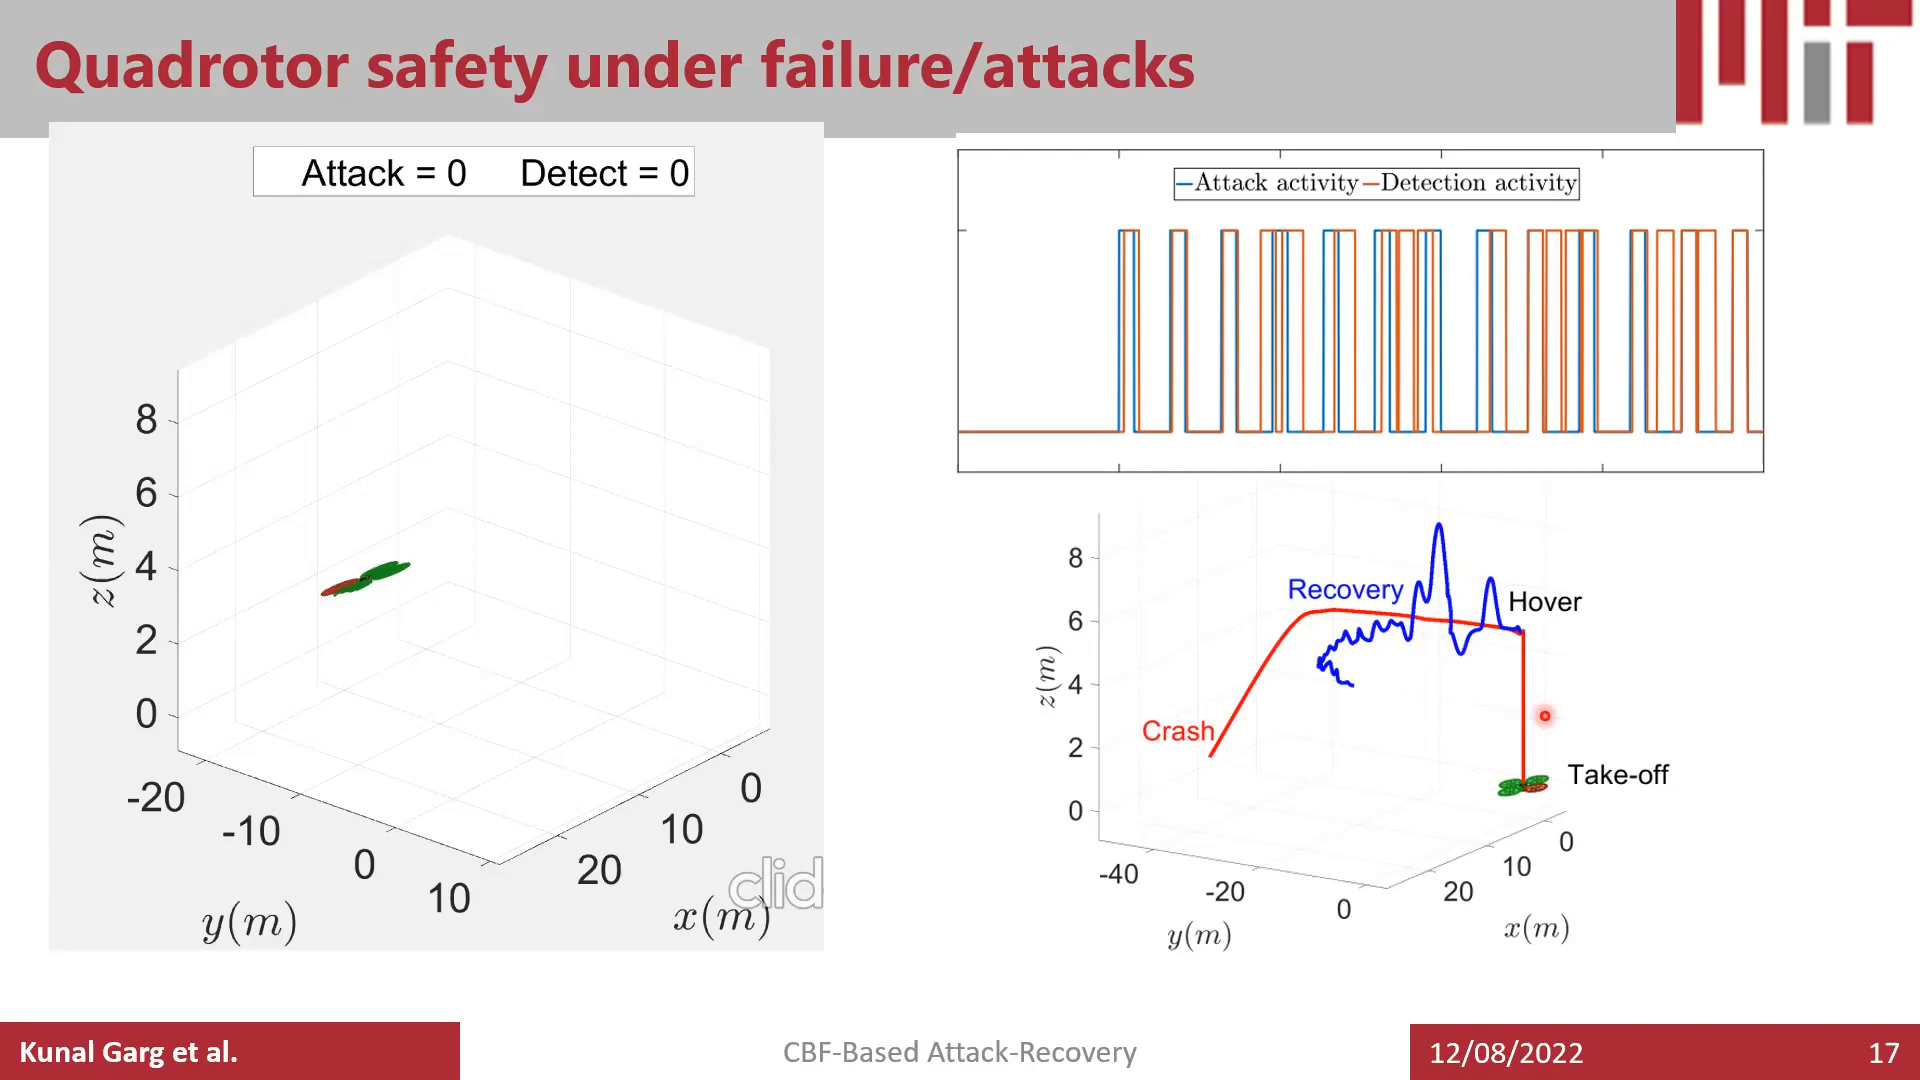 Quadrotor safety under failure/attacks
Attack = 0 Detect = 0
8
6
4
2
0
z(m)
-20
-10
0
10
y(m)
0
10
20
x(m)
clid
Attack activity Detection activity
Recovery
Hover
Crash
Take-off
8
6
4
2
0
z(m)
-40
-20
0
y(m)
0
10
20
x(m)
Kunal Garg et al.
CBF-Based Attack-Recovery
12/08/2022
17